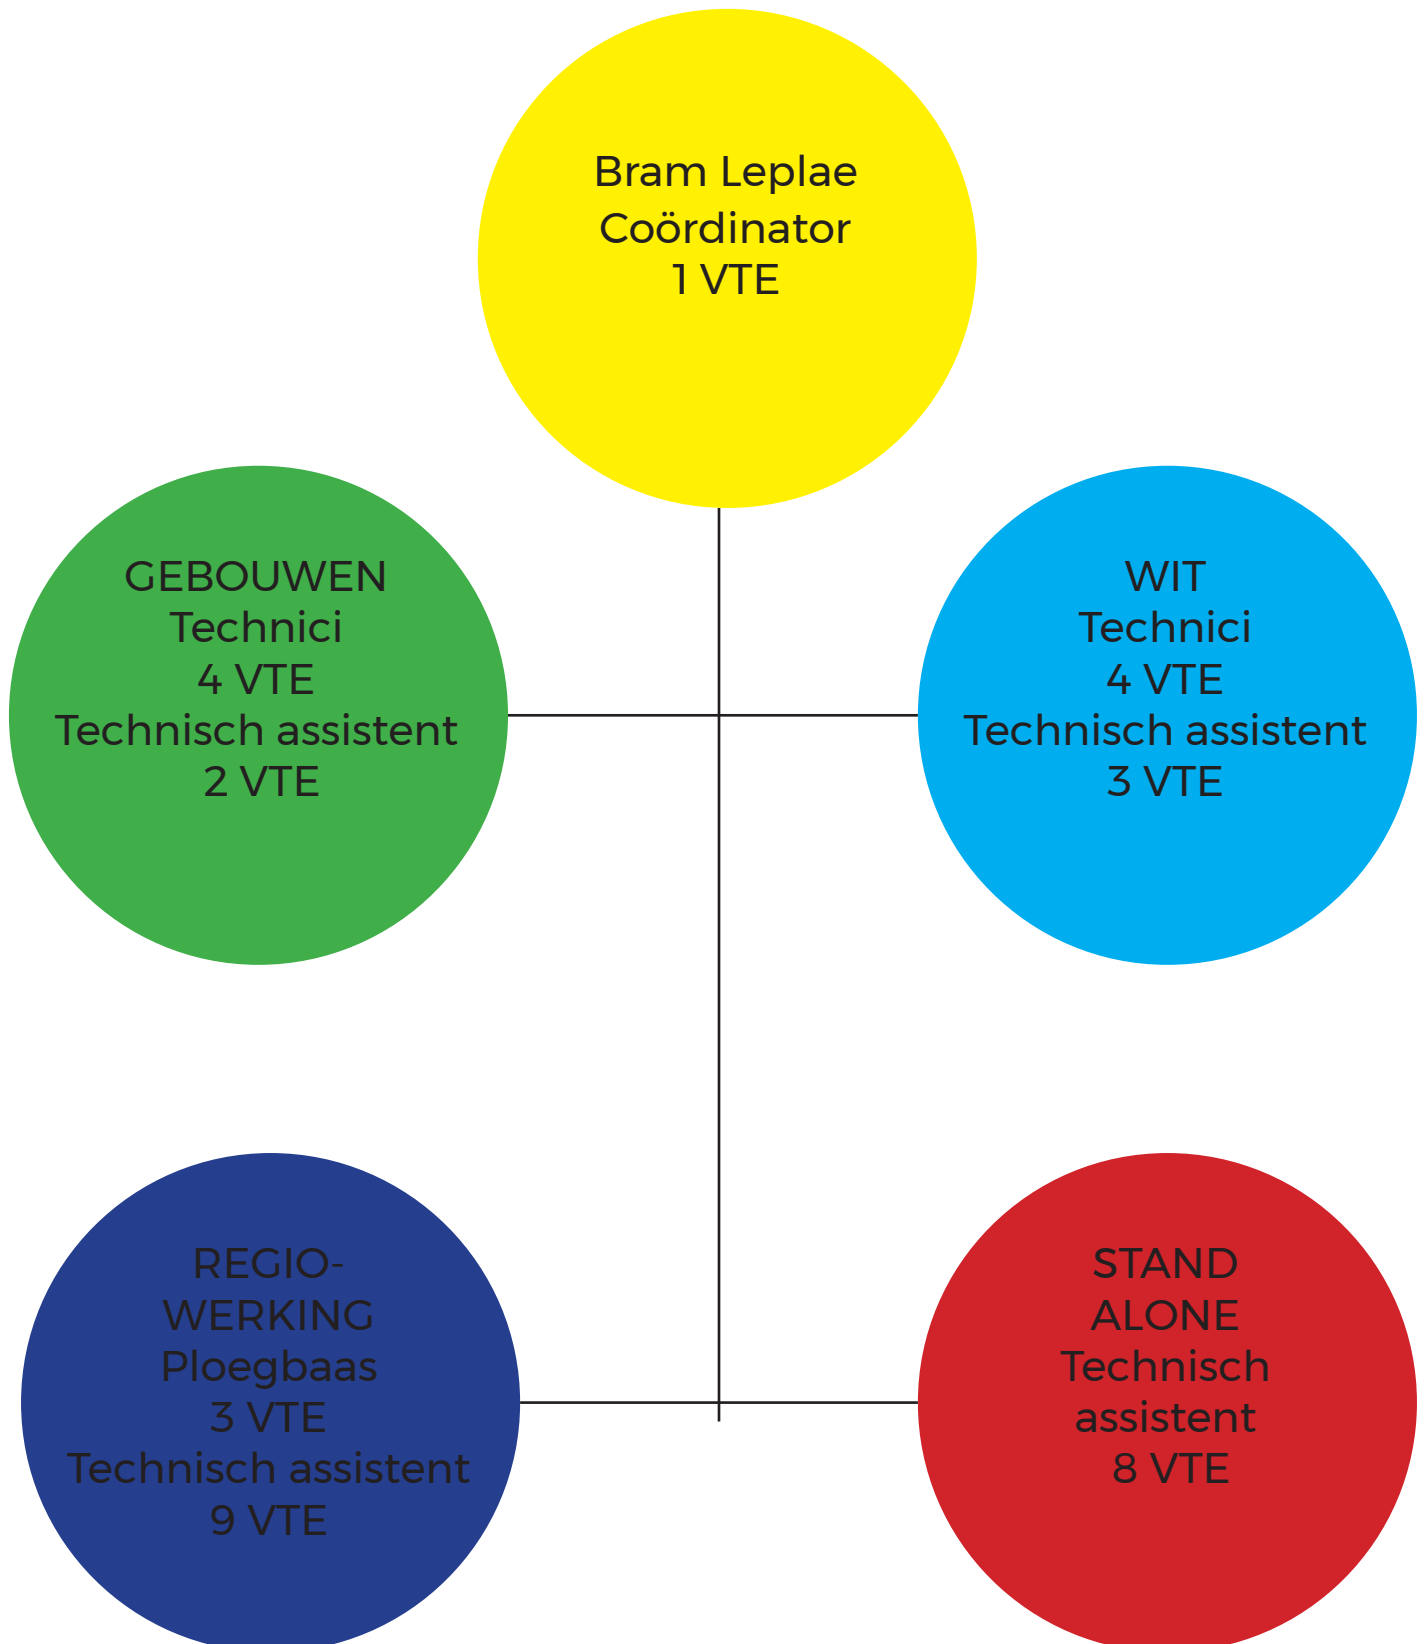 Bram Leplae
Coördinator
1 VTE
GEBOUWEN
Technici
4 VTE
Technisch assistent
2 VTE
WIT
Technici
4 VTE
Technisch assistent
3 VTE
REGIO-
WERKING
Ploegbaas
3 VTE
Technisch assistent
9 VTE
STAND
ALONE
Technisch
assistent
8 VTE